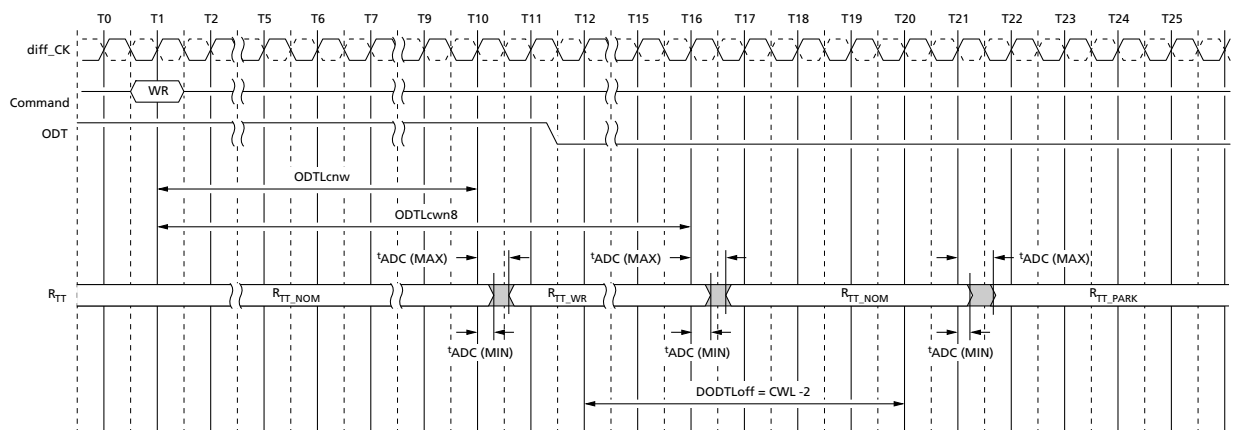 T0 T1 T2 T5 T6 T7 T9 T10 T11 T12 T15 T16 T17 T18 T19 T20 T21 T22 T23 T24 T25
diff_CK
WR
Command
ODT
ODTLcnw
ODTLcwn8
tADC (MAX) tADC (MAX) tADC (MAX)
RTT RTT_NOM RTT_WR RTT_NOM RTT_PARK
tADC (MIN) tADC (MIN) tADC (MIN)
DODTLoff = CWL -2